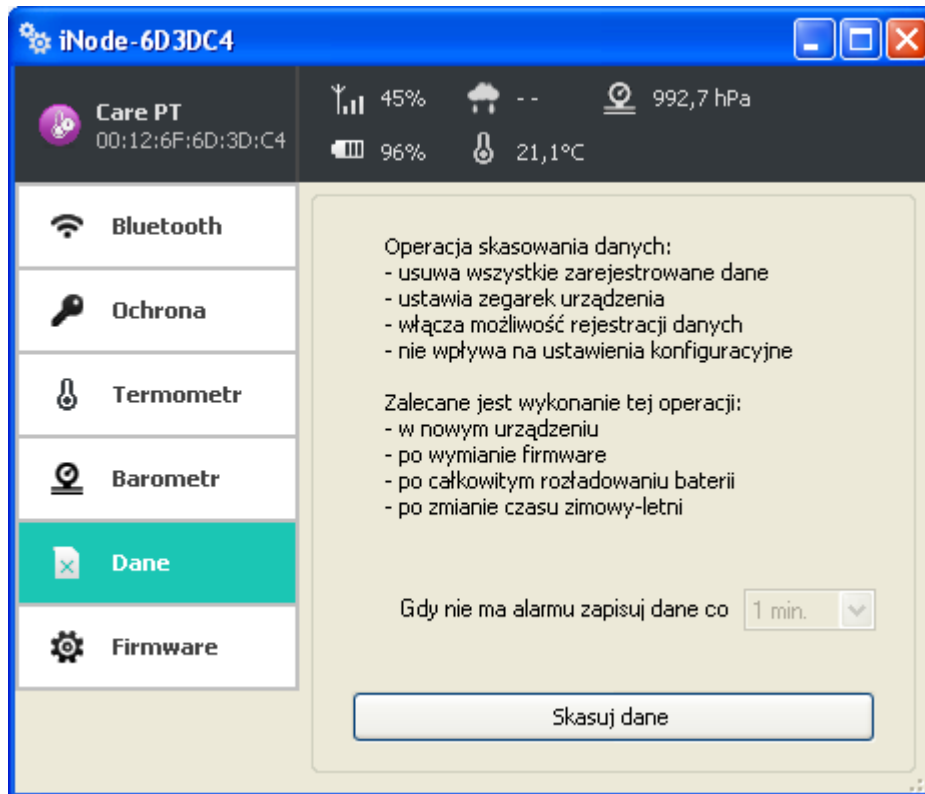 iNode-6D3DC4
Care PT
00:12:6F:6D:3D:C4
45%
--
992,7 hPa
96%
21,1°C
Bluetooth
Ochrona
Termometr
Barometr
Dane
Firmware
Operacja skasowania danych:
- usuwa wszystkie zarejestrowane dane
- ustawia zegarek urządzenia
- włącza możliwość rejestracji danych
- nie wpływa na ustawienia konfiguracyjne
Zalecane jest wykonanie tej operacji:
- w nowym urządzeniu
- po wymianie firmware
- po całkowitym rozładowaniu baterii
- po zmianie czasu zimowy-letni
Gdy nie ma alarmu zapisuj dane co 1 min.
Skasuj dane